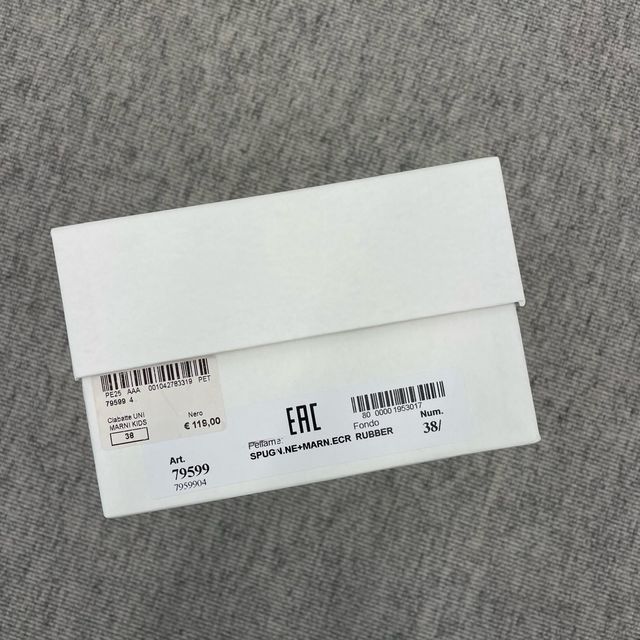 PE25 AAA 001042783319 PET
79599 4
Ciabatte UNI
Nero
MARNI KIDS
€ 119,00
38
EAC
80 0000 1953017
Pellame:
Fondo
Num.
SPUGN.NE+MARN.ECR RUBBER
38/
Art.
79599
7959904